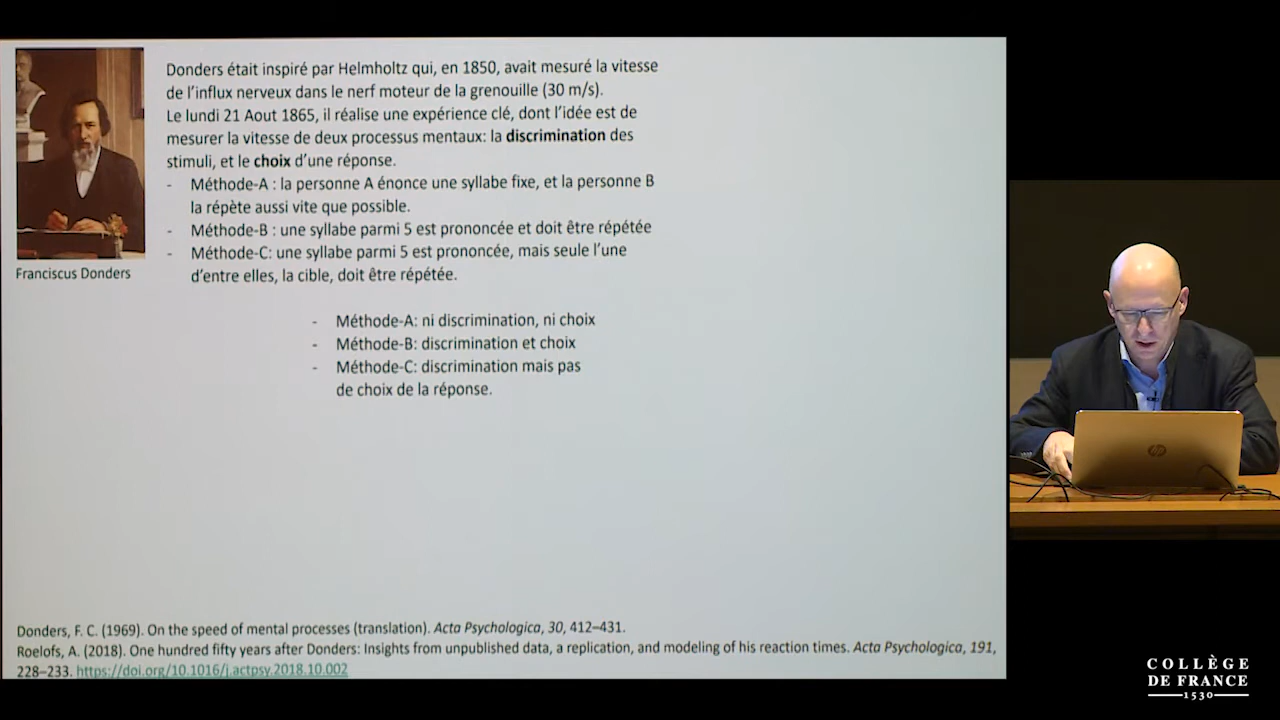 Donders était inspiré par Helmholtz qui, en 1850, avait mesuré la vitesse
de l'influx nerveux dans le nerf moteur de la grenouille (30 m/s).
Le lundi 21 Aout 1865, il réalise une expérience clé, dont l'idée est de
mesurer la vitesse de deux processus mentaux: la discrimination des
stimuli, et le choix d'une réponse.
- Méthode-A : la personne A énonce une syllabe fixe, et la personne B
la répète aussi vite que possible.
- Méthode-B : une syllabe parmi 5 est prononcée et doit être répétée
- Méthode-C: une syllabe parmi 5 est prononcée, mais seule l'une
d'entre elles, la cible, doit être répétée.
Franciscus Donders
- Méthode-A: ni discrimination, ni choix
- Méthode-B: discrimination et choix
- Méthode-C: discrimination mais pas
de choix de la réponse.
Donders, F. C. (1969). On the speed of mental processes (translation). Acta Psychologica, 30, 412–431.
Roelofs, A. (2018). One hundred fifty years after Donders: Insights from unpublished data, a replication, and modeling of his reaction times. Acta Psychologica, 191,
228–233. https://doi.org/10.1016/j.actpsy.2018.10.002
hp
COLLÈGE
DE FRANCE
1530